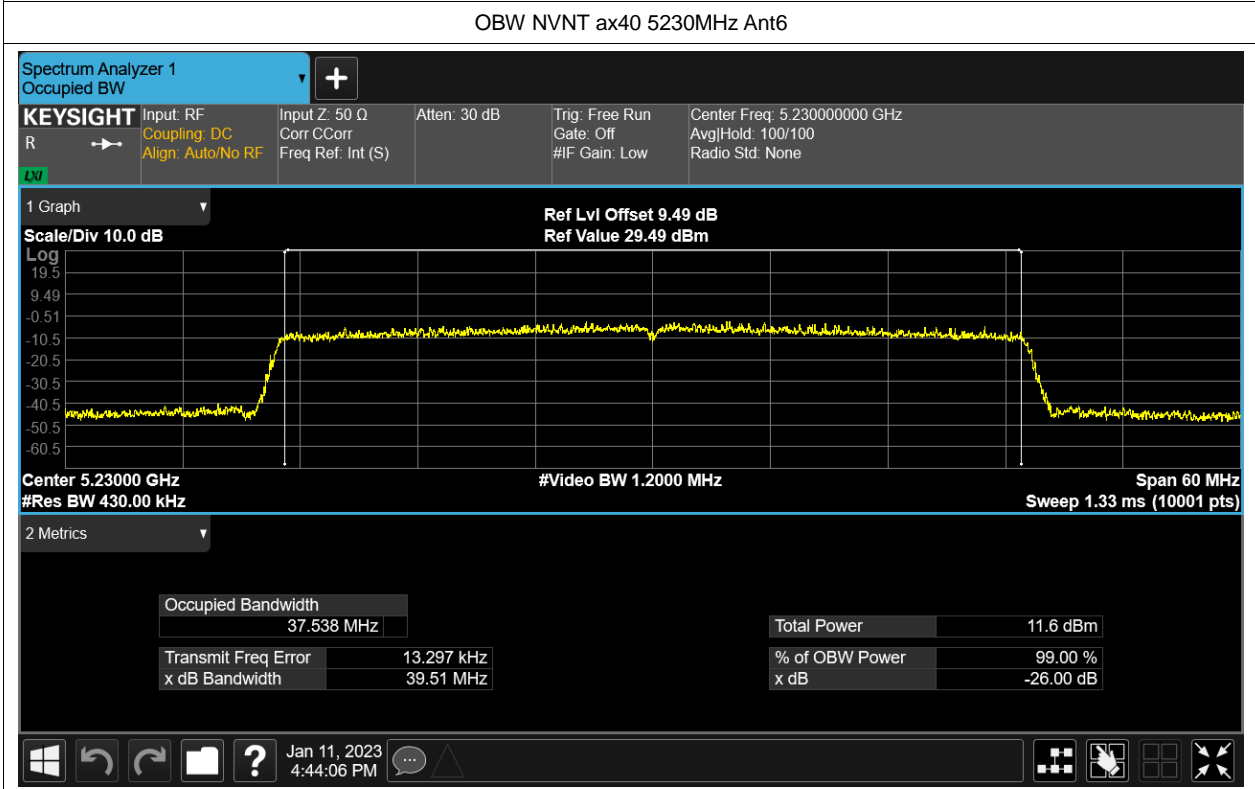 OBW NVNT ax40 5230MHz Ant6
Spectrum Analyzer 1
Occupied BW
KEYSIGHT
R
LXI
Input: RF
Coupling: DC
Align: Auto/No RF
Input Z: 50 Ω
Corr CCorr
Freq Ref: Int (S)
Atten: 30 dB
Trig: Free Run
Gate: Off
#IF Gain: Low
Center Freq: 5.230000000 GHz
Avg|Hold: 100/100
Radio Std: None
1 Graph
Scale/Div 10.0 dB
Ref Lvl Offset 9.49 dB
Ref Value 29.49 dBm
Log
19.5
9.49
-0.51
-10.5
-20.5
-30.5
-40.5
-50.5
-60.5
Center 5.23000 GHz
#Video BW 1.2000 MHz
Span 60 MHz
#Res BW 430.00 kHz
Sweep 1.33 ms (10001 pts)
2 Metrics
Occupied Bandwidth
37.538 MHz
Total Power 11.6 dBm
Transmit Freq Error 13.297 kHz
% of OBW Power 99.00 %
x dB Bandwidth 39.51 MHz
x dB -26.00 dB
?
Jan 11, 2023
4:44:06 PM